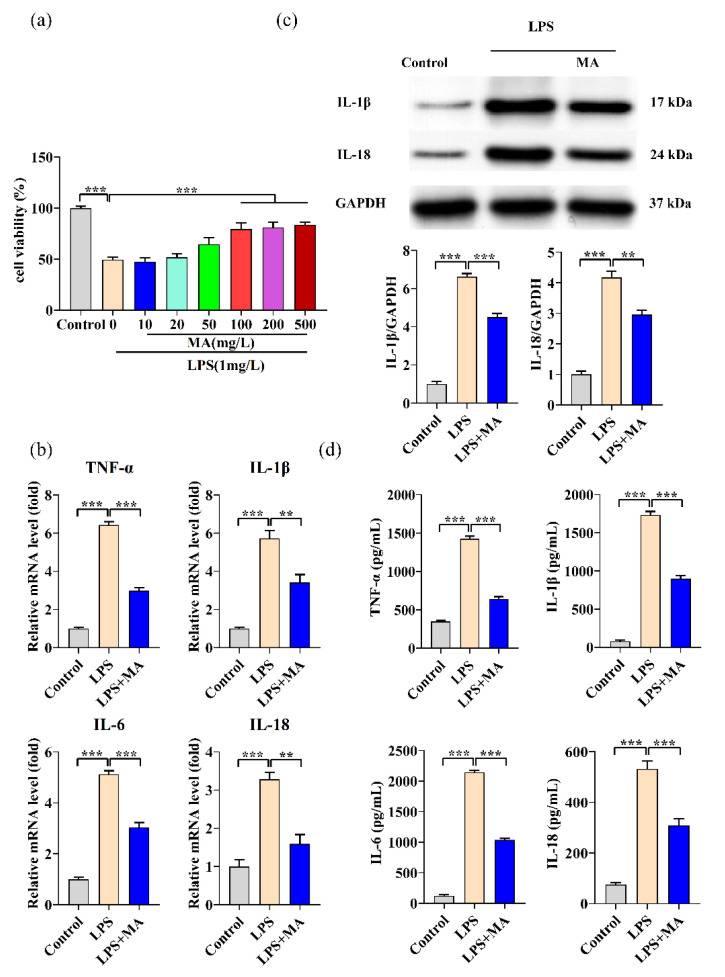 (a)
cell viability (%)
150
100
50
0
***
***
Control 0 10 20 50 100 200 500
MA(mg/L)
LPS(1mg/L)
(c)
LPS
Control MA
IL-1β 17 kDa
IL-18 24 kDa
GAPDH 37 kDa
IL-1β/GAPDH
8
6
4
2
0
*** ***
Control LPS LPS+MA
IL-18/GAPDH
5
4
3
2
1
0
*** **
Control LPS LPS+MA
(b)
TNF-α
Relative mRNA level (fold)
8
6
4
2
0
*** ***
Control LPS LPS+MA
IL-1β
Relative mRNA level (fold)
8
6
4
2
0
*** **
Control LPS LPS+MA
IL-6
Relative mRNA level (fold)
6
4
2
0
*** ***
Control LPS LPS+MA
IL-18
Relative mRNA level (fold)
4
3
2
1
0
*** **
Control LPS LPS+MA
(d)
TNF-α (pg/mL)
2000
1500
1000
500
0
*** ***
Control LPS LPS+MA
IL-1β (pg/mL)
2000
1500
1000
500
0
*** ***
Control LPS LPS+MA
IL-6 (pg/mL)
2500
2000
1500
1000
500
0
*** ***
Control LPS LPS+MA
IL-18 (pg/mL)
600
400
200
0
*** ***
Control LPS LPS+MA